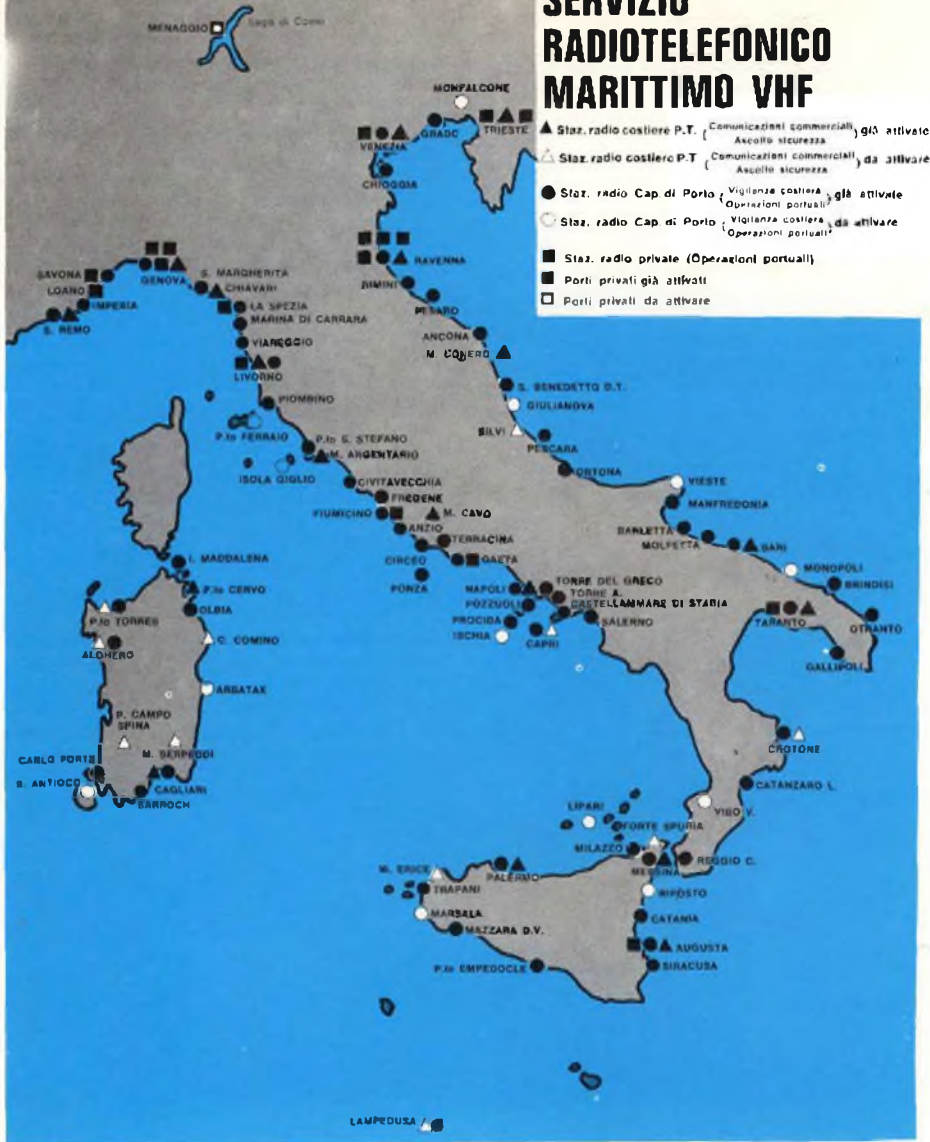 SERVIZIO
RADIOTELEFONICO
MARITTIMO VHF
▲ Staz. radio costiere P.T. (Comunicazioni commerciali Ascolto sicurezza) già attivate
△ Staz. radio costiere P.T (Comunicazioni commerciali Ascolto sicurezza) da attivare
● Staz. radio Cap. di Porto (Vigilanza costiera Operazioni portuali) già attivate
○ Staz. radio Cap. di Porto (Vigilanza costiera Operazioni portuali) da attivare
■ Staz. radio private (Operazioni portuali)
■ Porti privati già attivati
□ Porti privati da attivare
MENAGGIO
Lago di Como
MONFALCONE
GRADO
TRIESTE
VENEZIA
CHIOGGIA
RAVENNA
RIMINI
PESARO
ANCONA
M. CONERO
S. BENEDETTO D.T.
GIULIANOVA
SILVI
PESCARA
ORTONA
VIESTE
MANFREDONIA
BARLETTA
MOLFETTA
BARI
MONOPOLI
BRINDISI
OTRANTO
TARANTO
GALLIPOLI
SAVONA
LOANO
IMPERIA
S. REMO
GENOVA
S. MARGHERITA
CHIAVARI
LA SPEZIA
MARINA DI CARRARA
VIAREGGIO
LIVORNO
PIOMBINO
P.to FERRAIO
P.to S. STEFANO
M. ARGENTARIO
ISOLA GIGLIO
CIVITAVECCHIA
FREDENE
FIUMICINO
M. CAVO
ANZIO
TERRACINA
CIRCEO
GAETA
PONZA
NAPOLI
TORRE DEL GRECO
TORRE A.
POZZUOLI
CASTELLAMMARE DI STABIA
PROCIDA
ISCHIA
CAPRI
SALERNO
I. MADDALENA
P.to CERVO
OLBIA
P.to TORRES
ALGHERO
C. COMINO
ARBATAX
P. CAMPO
SPINA
M. SERPEDDI
CARLO FORTE
S. ANTIOCO
CAGLIARI
SARROCH
CROTONE
CATANZARO L.
VIBO V.
LIPARI
FORTE SPURIA
MILAZZO
MESSINA
REGGIO C.
M. ERICE
TRAPANI
PALERMO
MARSALA
MAZZARA D.V.
RIPOSTO
CATANIA
AUGUSTA
SIRACUSA
P.to EMPEDOCLE
LAMPEDUSA